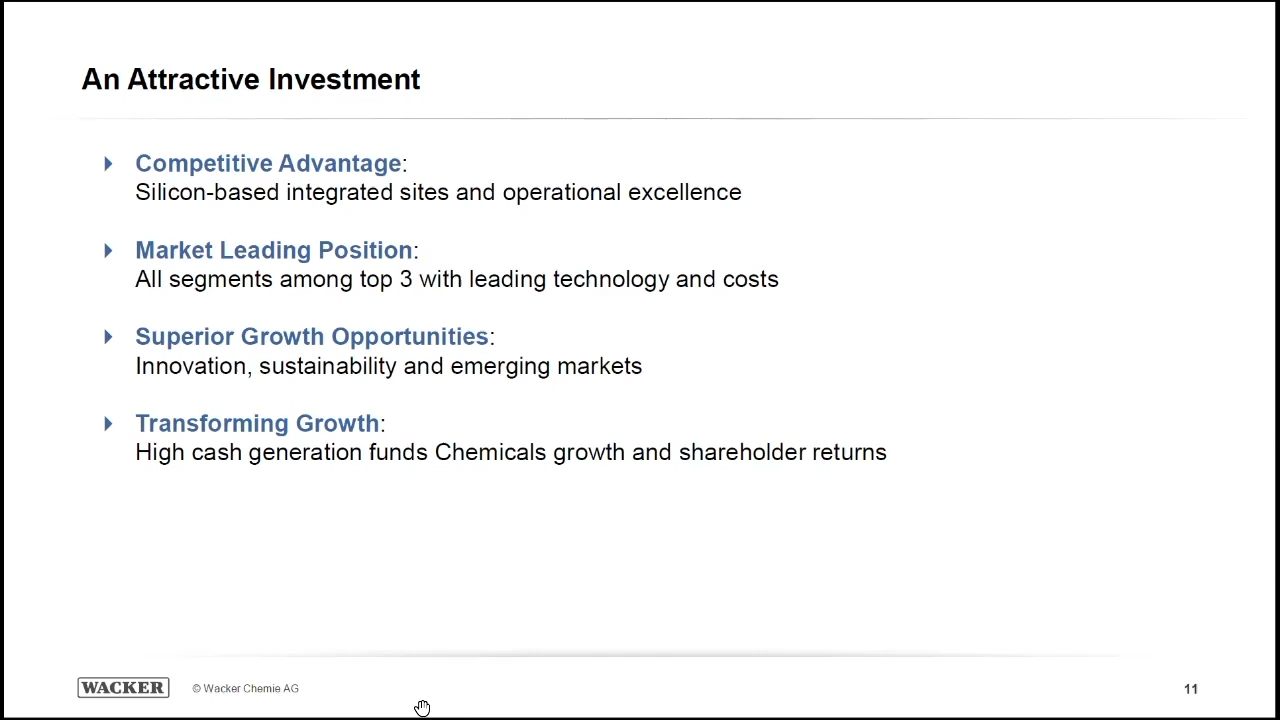 An Attractive Investment
Competitive Advantage:
Silicon-based integrated sites and operational excellence
Market Leading Position:
All segments among top 3 with leading technology and costs
Superior Growth Opportunities:
Innovation, sustainability and emerging markets
Transforming Growth:
High cash generation funds Chemicals growth and shareholder returns
WACKER © Wacker Chemie AG 11